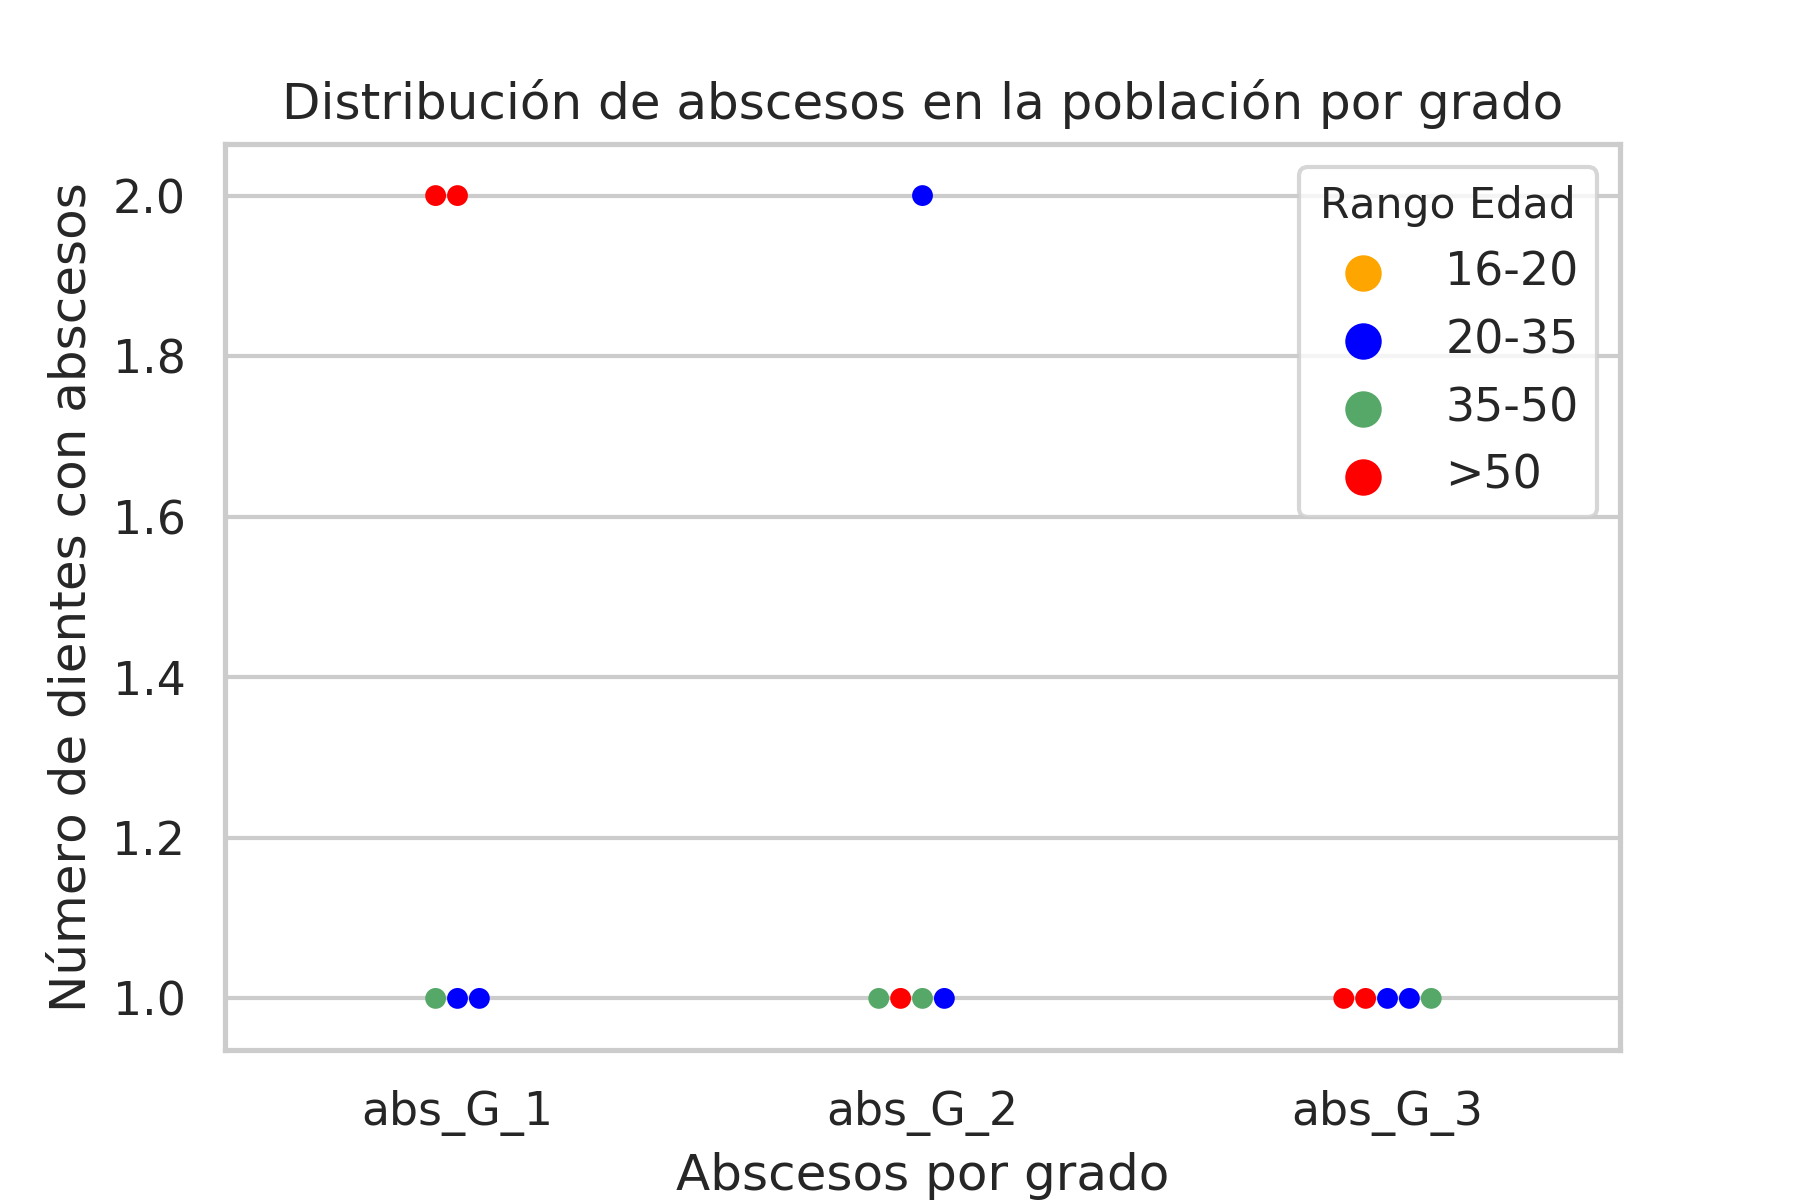 Distribución de abscesos en la población por grado
Número de dientes con abscesos
2.0
1.8
1.6
1.4
1.2
1.0
Rango Edad
16-20
20-35
35-50
>50
abs_G_1
abs_G_2
abs_G_3
Abscesos por grado